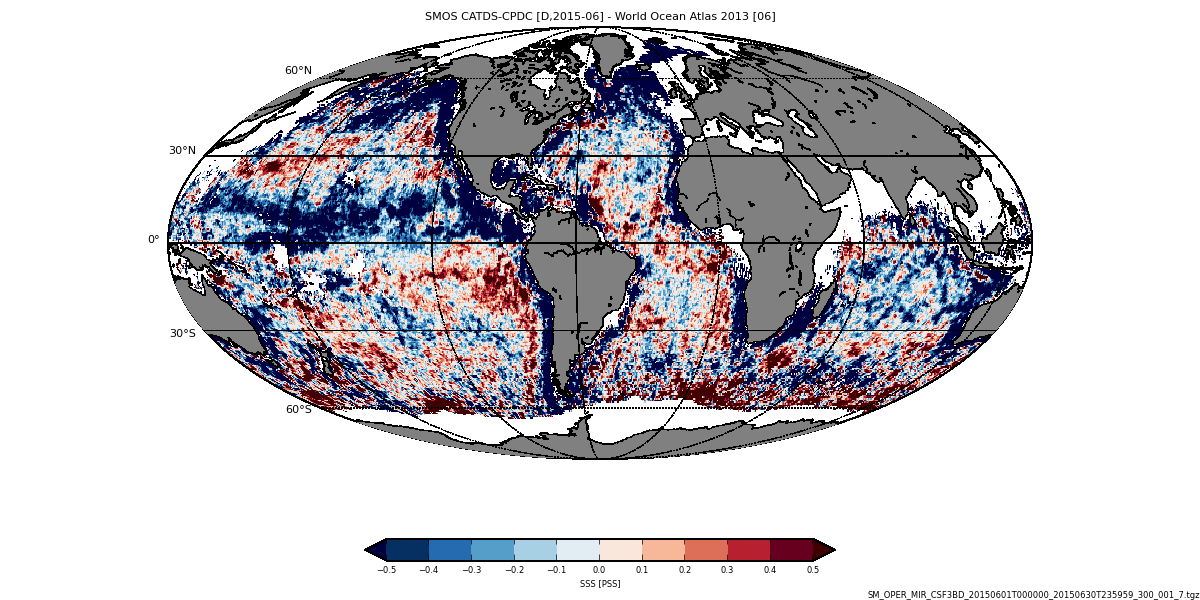 SMOS CATDS-CPDC [D,2015-06] - World Ocean Atlas 2013 [06]
60°N
30°N
0°
30°S
60°S
−0.5 −0.4 −0.3 −0.2 −0.1 0.0 0.1 0.2 0.3 0.4 0.5
SSS [PSS]
SM_OPER_MIR_CSF3BD_20150601T000000_20150630T235959_300_001_7.tgz